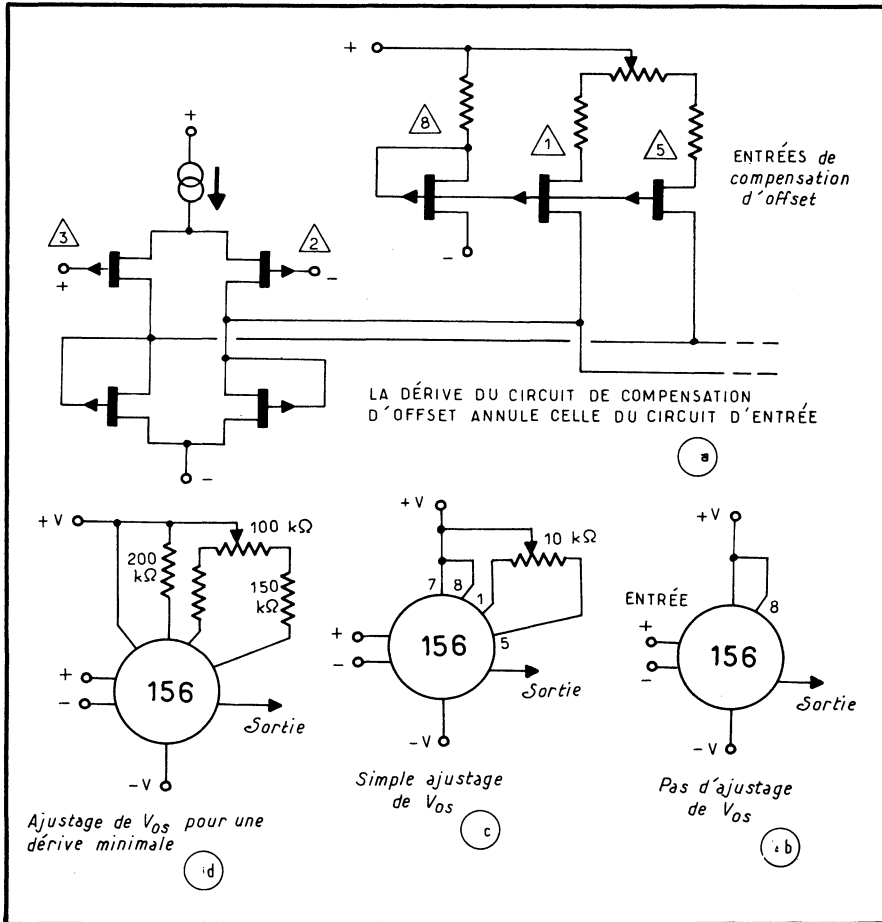 +
8
1
5
ENTRÉES de
compensation
d'offset
-
+
3
+
2
-
-
LA DÉRIVE DU CIRCUIT DE COMPENSATION
D'OFFSET ANNULE CELLE DU CIRCUIT D'ENTRÉE
a
+V
200
kΩ
100 kΩ
150
kΩ
+
-
156
Sortie
-V
Ajustage de Vos pour une
dérive minimale
d
+V
10 kΩ
7
8
1
5
+
-
156
Sortie
-V
Simple ajustage
de Vos
c
+V
8
ENTRÉE
+
-
156
Sortie
-V
Pas d'ajustage
de Vos
b